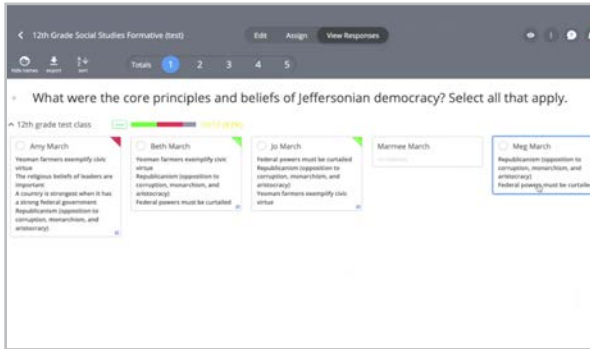 12th Grade Social Studies Formative (test)
Edit
Assign
View Responses
hide names
export
sort
Totals
1
2
3
4
5
What were the core principles and beliefs of Jeffersonian democracy? Select all that apply.
12th grade test class
Amy March
Yeoman farmers exemplify civic
virtue
The religious beliefs of leaders are
important
A country is strongest when it has
a strong federal government
Republicanism (opposition to
corruption, monarchism, and
aristocracy)
Beth March
Yeoman farmers exemplify civic
virtue
Republicanism (opposition to
corruption, monarchism, and
aristocracy)
Federal powers must be curtailed
Jo March
Federal powers must be curtailed
Republicanism (opposition to
corruption, monarchism, and
aristocracy)
Yeoman farmers exemplify civic
virtue
Marmee March
Meg March
Republicanism (opposition to
corruption, monarchism, and
aristocracy)
Federal powers must be curtailed